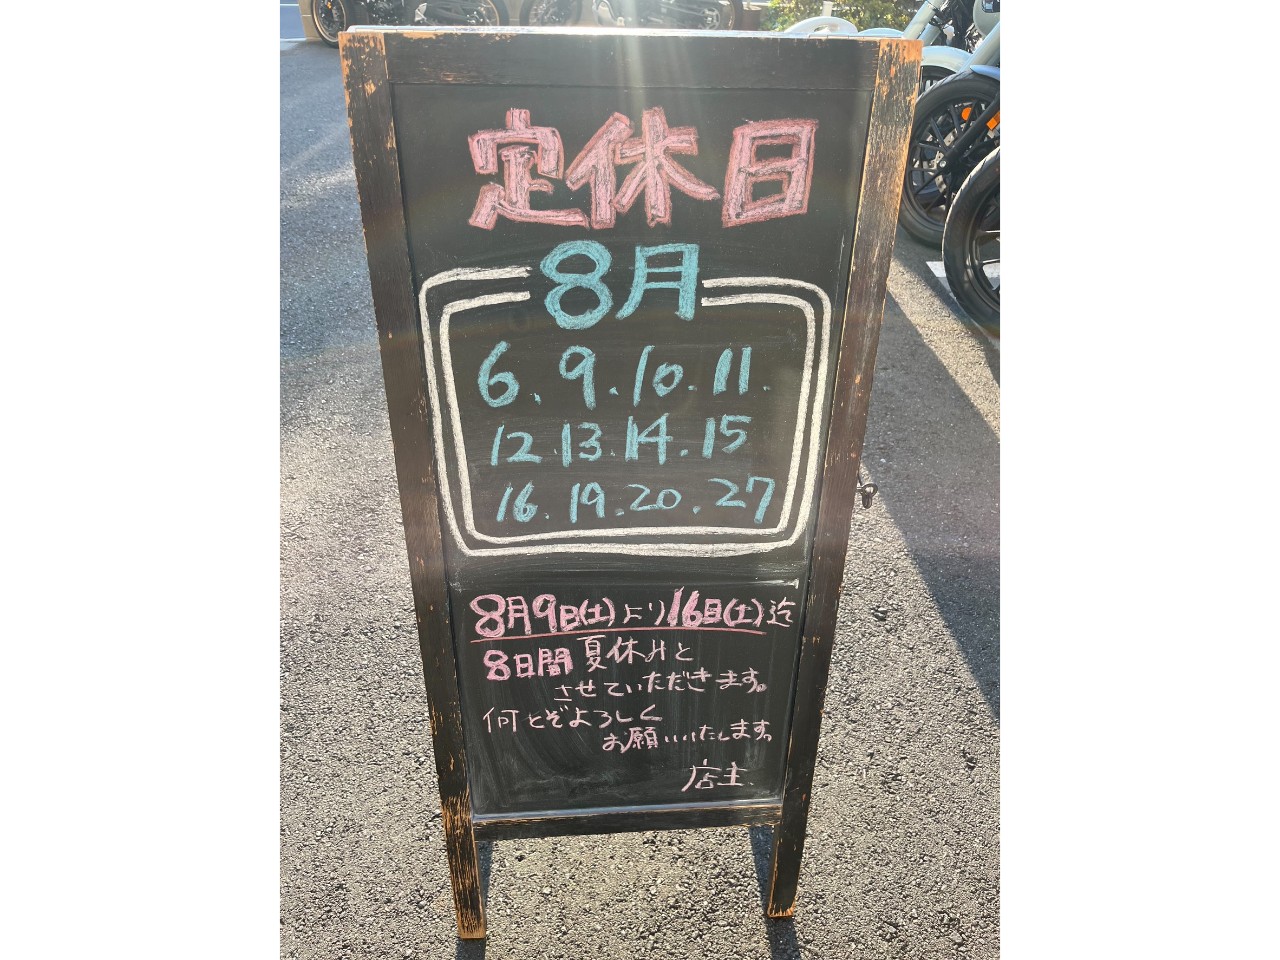 定休日
8月
6.9.10.11.
12.13.14.15
16.19.20.27
8月9日(土)より16日(土)迄
8日間夏休みと
させていただきます。
何とぞよろしく
お願いいたします。
店主.